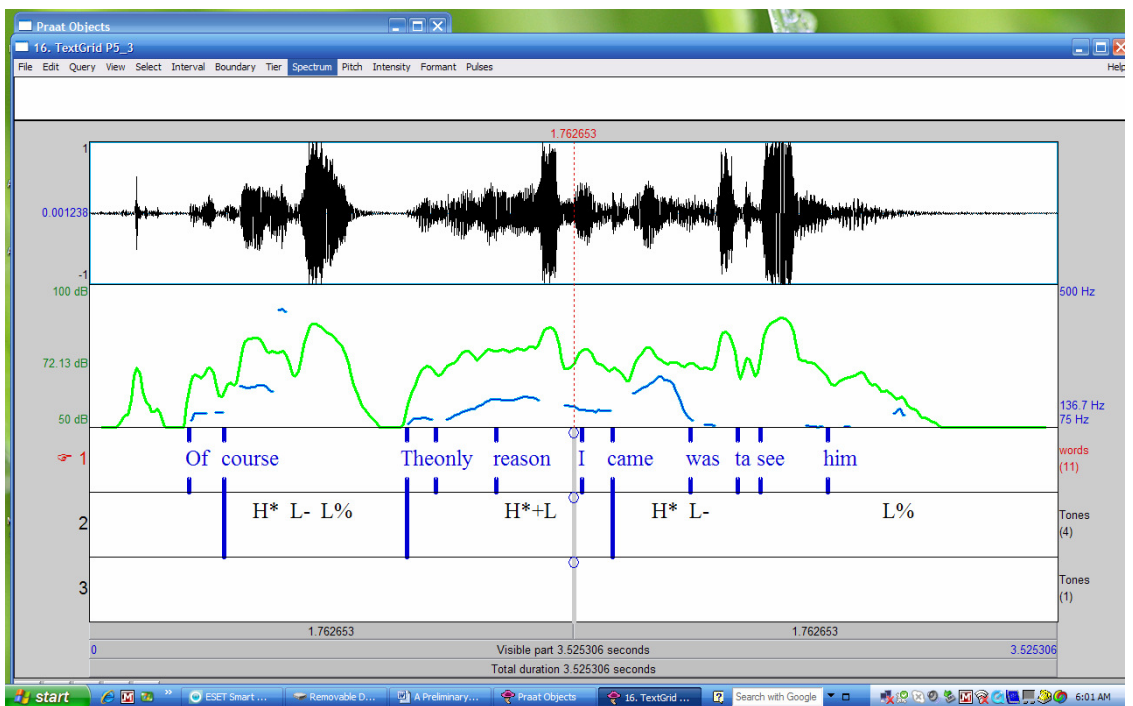 Praat Objects
16. TextGrid P5_3
File Edit Query View Select Interval Boundary Tier Spectrum Pitch Intensity Formant Pulses Help
1.762653
1
0.001238
-1
100 dB 500 Hz
72.13 dB
136.7 Hz
50 dB 75 Hz
1 Of course Theonly reason I came was ta see him words (11)
2 H* L- L% H*+L H* L- L% Tones (4)
3 Tones (1)
1.762653 1.762653
0 Visible part 3.525306 seconds 3.525306
Total duration 3.525306 seconds
start ESET Smart ... Removable D... A Preliminary... Praat Objects 16. TextGrid ... Search with Google 6:01 AM